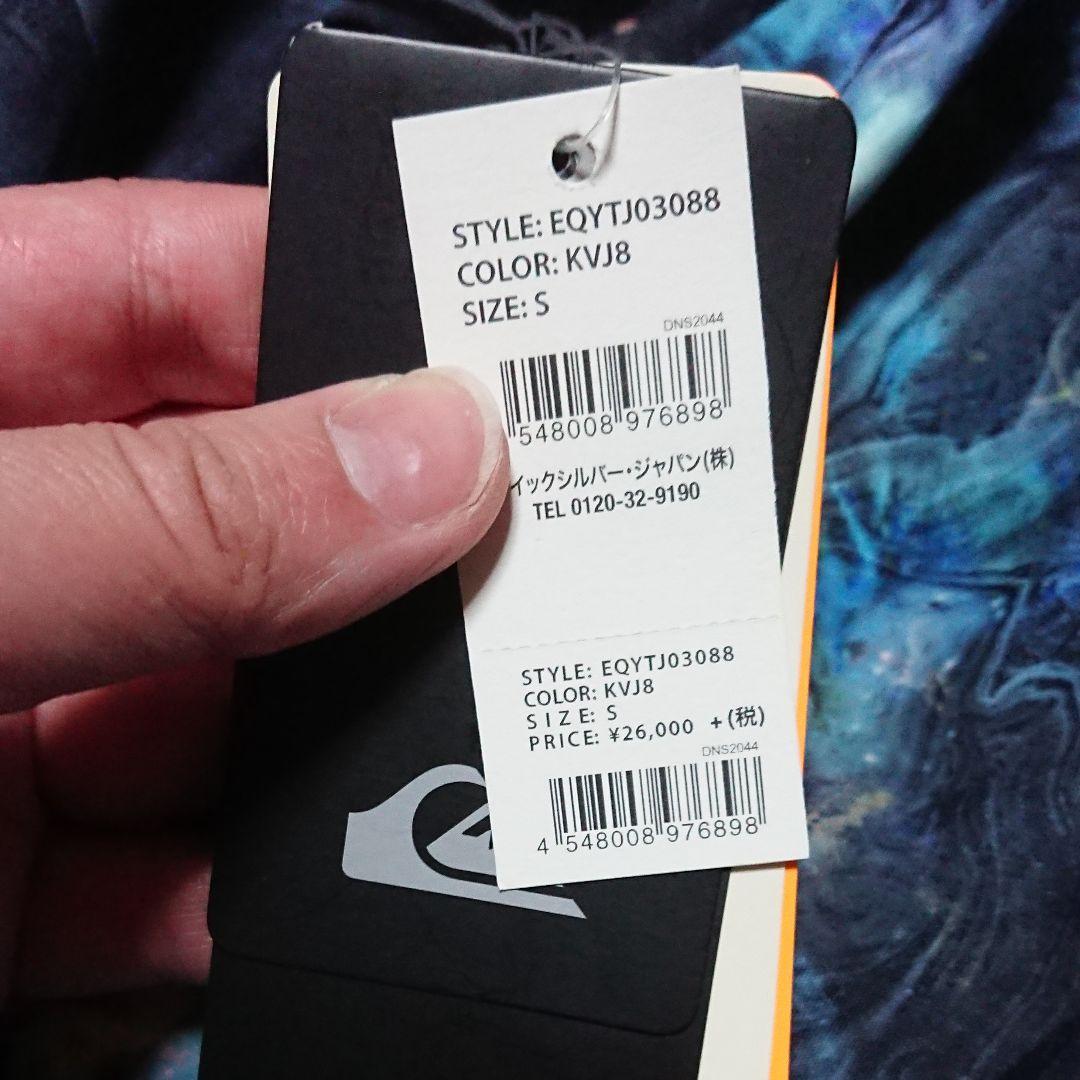 STYLE: EQYTJ03088
COLOR: KVJ8
SIZE: S
DNS2044
548008 976898
イックシルバー・ジャパン(株)
TEL 0120-32-9190
STYLE: EQYTJ03088
COLOR: KVJ8
SIZE: S
PRICE: ¥26,000 +(税)
DNS2044
4 548008 976898